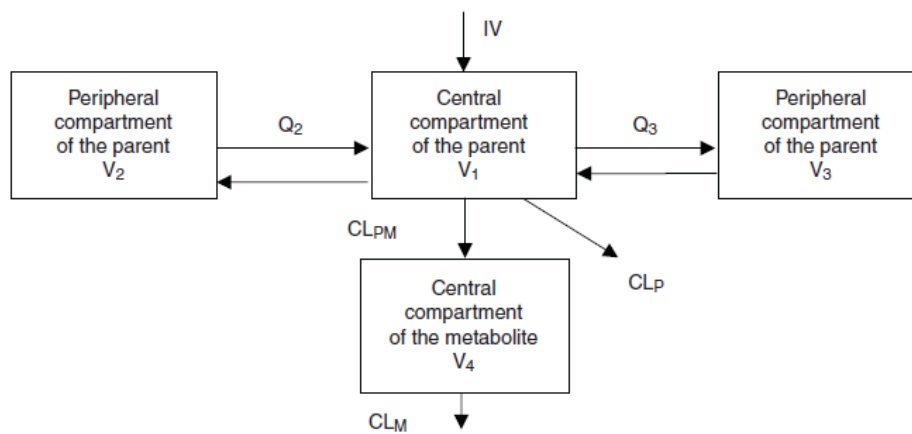 IV
Peripheral
compartment
of the parent
V2
Q2
Central
compartment
of the parent
V1
Q3
Peripheral
compartment
of the parent
V3
CLPM
CLP
Central
compartment
of the metabolite
V4
CLM